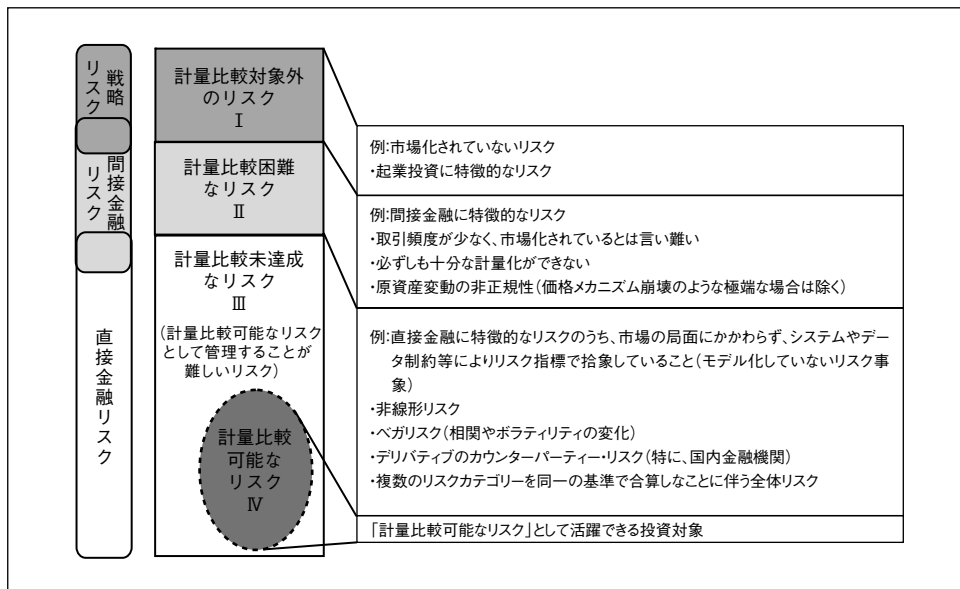 戦略
リスク
間接金融
リスク
直接金融リスク
計量比較対象外
のリスク
Ⅰ
計量比較困難
なリスク
Ⅱ
計量比較未達成
なリスク
Ⅲ
(計量比較可能なリスク
として管理することが
難しいリスク)
計量比較
可能な
リスク
Ⅳ
例:市場化されていないリスク
・起業投資に特徴的なリスク
例:間接金融に特徴的なリスク
・取引頻度が少なく、市場化されているとは言い難い
・必ずしも十分な計量化ができない
・原資産変動の非正規性(価格メカニズム崩壊のような極端な場合は除く)
例:直接金融に特徴的なリスクのうち、市場の局面にかかわらず、システムやデー
タ制約等によりリスク指標で拾象していること(モデル化していないリスク事
象)
・非線形リスク
・ベガリスク(相関やボラティリティの変化)
・デリバティブのカウンターパーティー・リスク(特に、国内金融機関)
・複数のリスクカテゴリーを同一の基準で合算しなことに伴う全体リスク
「計量比較可能なリスク」として活躍できる投資対象